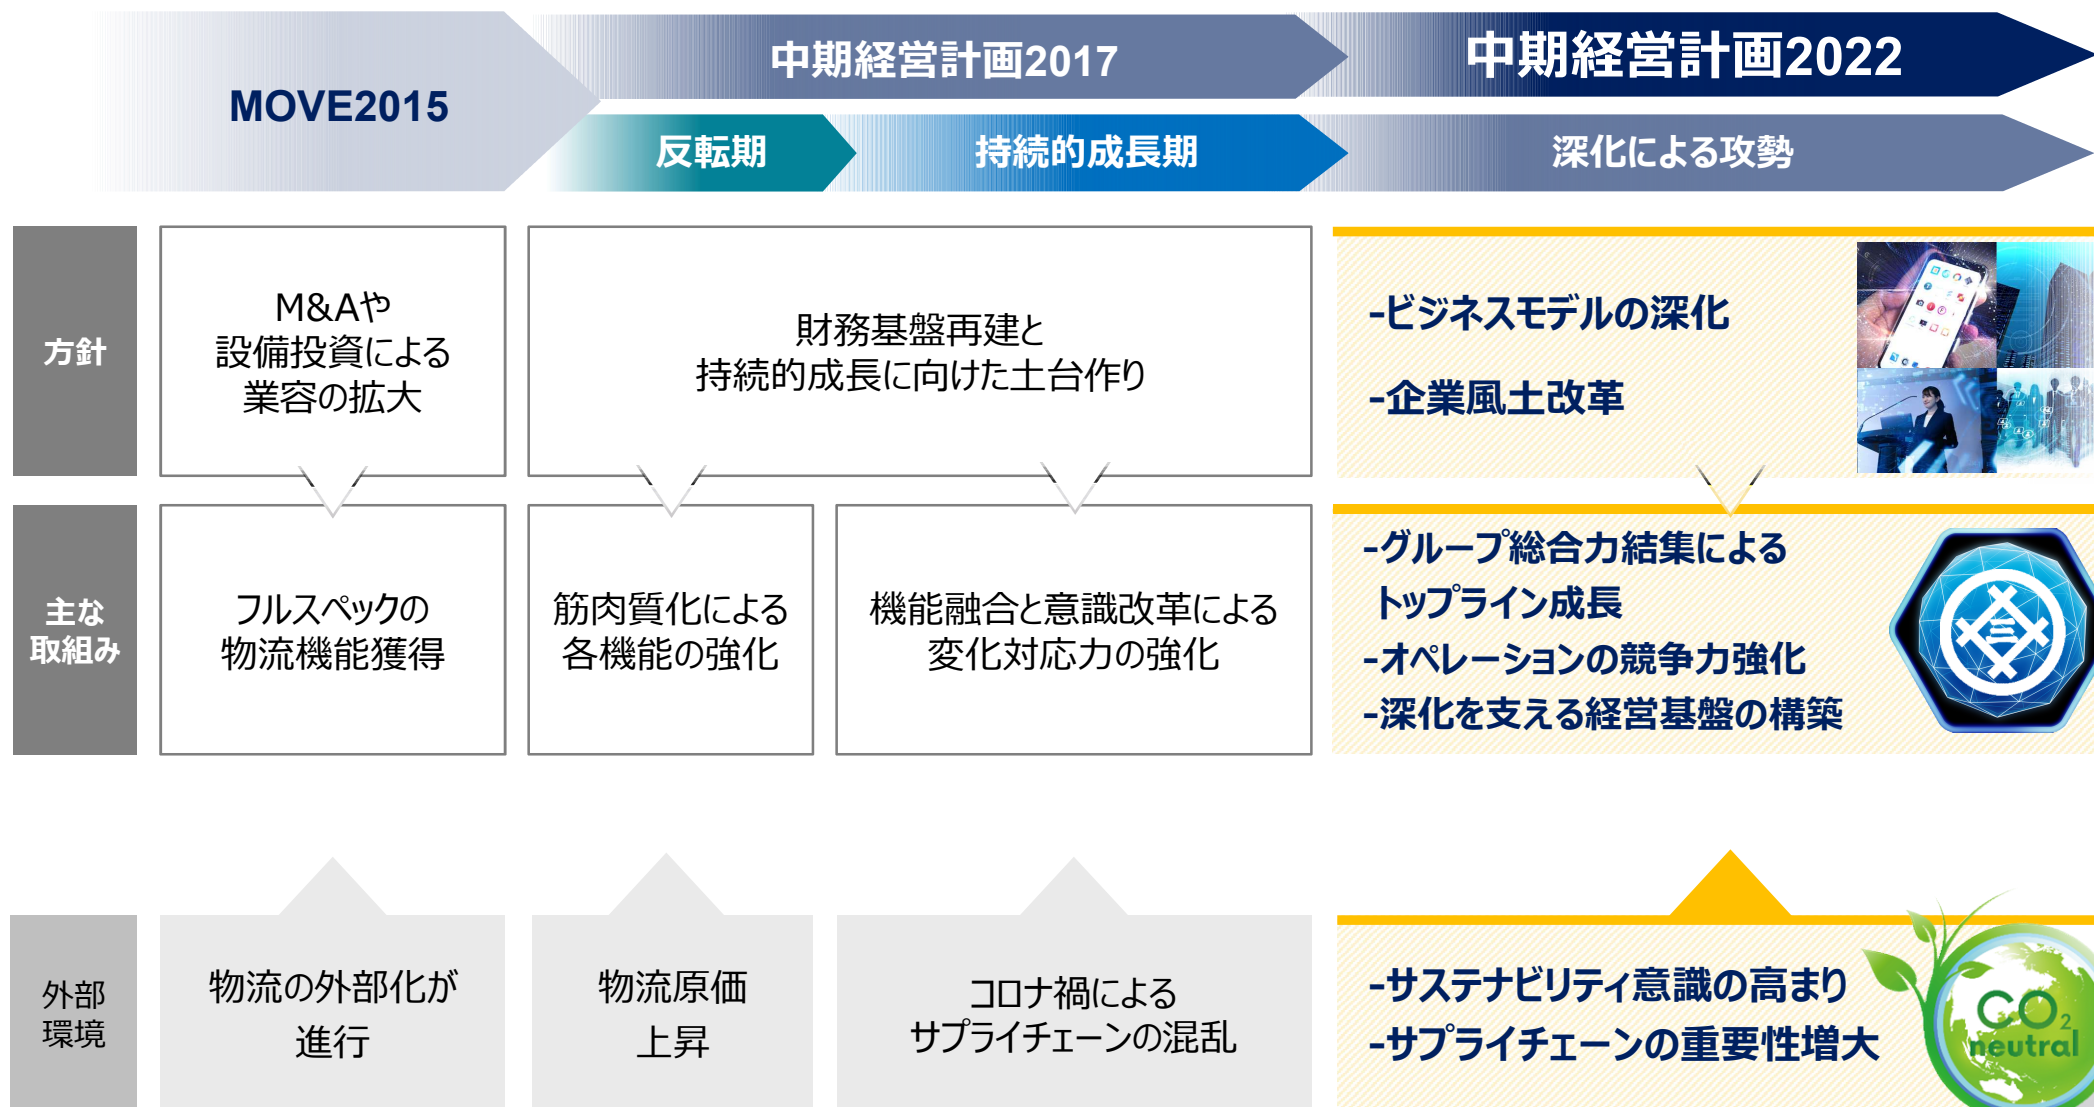 MOVE2015
中期経営計画2017
中期経営計画2022
反転期
持続的成長期
深化による攻勢
方針
M&Aや
設備投資による
業容の拡大
財務基盤再建と
持続的成長に向けた土台作り
-ビジネスモデルの深化
-企業風土改革
主な
取組み
フルスペックの
物流機能獲得
筋肉質化による
各機能の強化
機能融合と意識改革による
変化対応力の強化
-グループ総合力結集による
トップライン成長
-オペレーションの競争力強化
-深化を支える経営基盤の構築
外部
環境
物流の外部化が
進行
物流原価
上昇
コロナ禍による
サプライチェーンの混乱
-サステナビリティ意識の高まり
-サプライチェーンの重要性増大
CO2
neutral